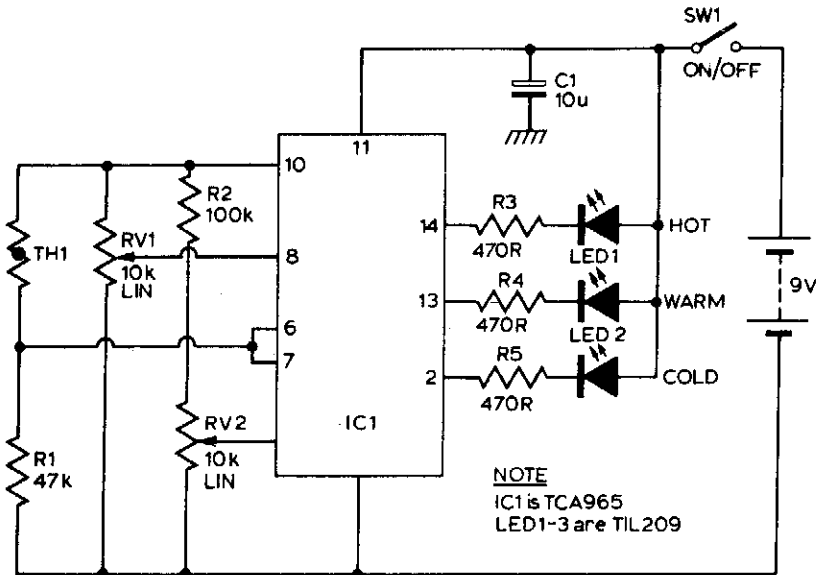 SW1
ON/OFF
C1
10u
11
10
R2
100k
TH1
RV1
10k
LIN
8
6
7
14
13
2
R3
470R
LED1
HOT
R4
470R
LED 2
WARM
R5
470R
COLD
9V
R1
47k
RV2
10k
LIN
IC1
NOTE
IC1 is TCA965
LED1-3 are TIL209